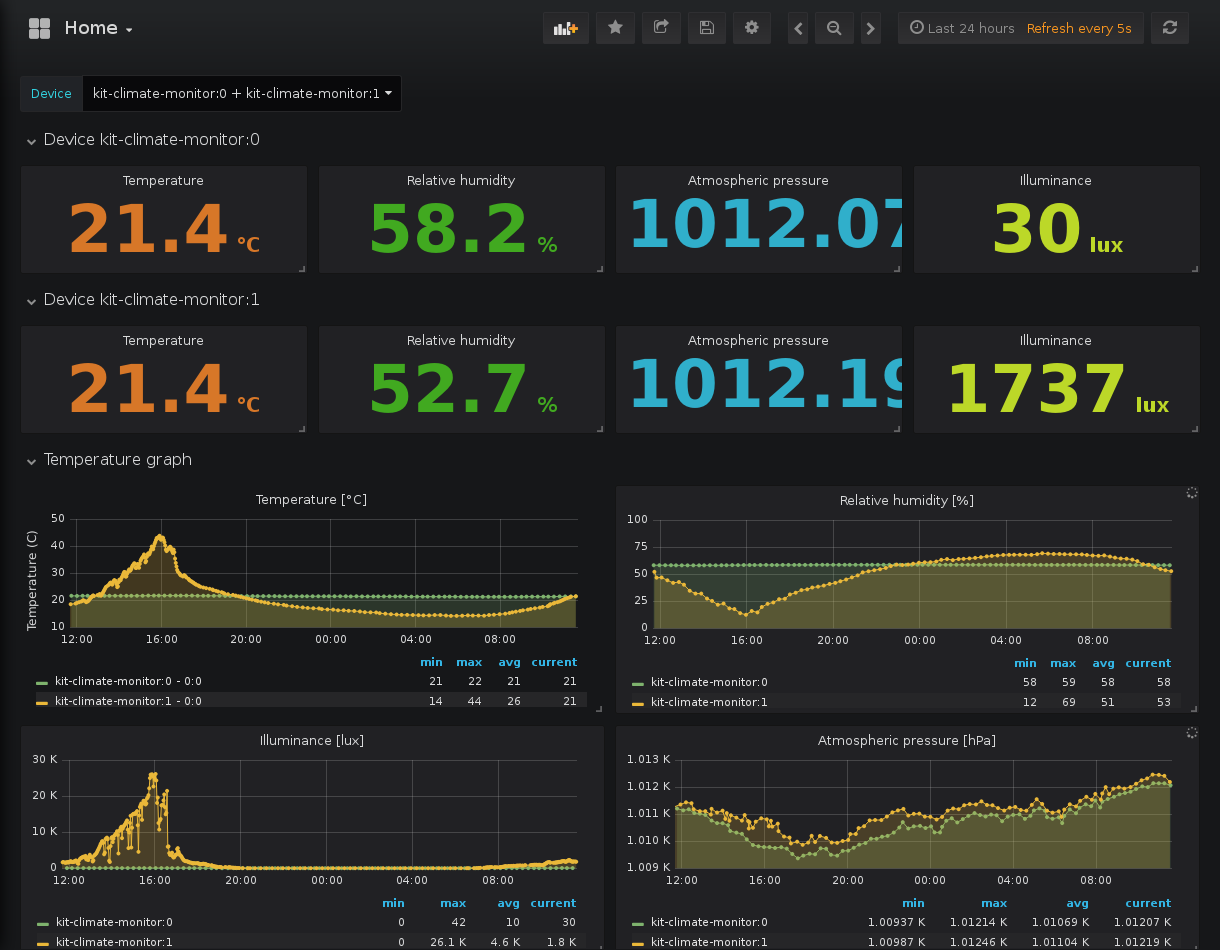 Home
Last 24 hours Refresh every 5s
Device kit-climate-monitor:0 + kit-climate-monitor:1
Device kit-climate-monitor:0
Temperature Relative humidity Atmospheric pressure Illuminance
21.4 °C 58.2 % 1012.07 30 lux
Device kit-climate-monitor:1
Temperature Relative humidity Atmospheric pressure Illuminance
21.4 °C 52.7 % 1012.19 1737 lux
Temperature graph
Temperature [°C]
Temperature (C)
50
40
30
20
10
12:00 16:00 20:00 00:00 04:00 08:00
min max avg current
kit-climate-monitor:0 - 0:0 21 22 21 21
kit-climate-monitor:1 - 0:0 14 44 26 21
Relative humidity [%]
100
75
50
25
0
12:00 16:00 20:00 00:00 04:00 08:00
min max avg current
kit-climate-monitor:0 58 59 58 58
kit-climate-monitor:1 12 69 51 53
Illuminance [lux]
30 K
20 K
10 K
0
12:00 16:00 20:00 00:00 04:00 08:00
min max avg current
kit-climate-monitor:0 0 42 10 30
kit-climate-monitor:1 0 26.1 K 4.6 K 1.8 K
Atmospheric pressure [hPa]
1.013 K
1.012 K
1.011 K
1.010 K
1.009 K
12:00 16:00 20:00 00:00 04:00 08:00
min max avg current
kit-climate-monitor:0 1.00937 K 1.01214 K 1.01069 K 1.01207 K
kit-climate-monitor:1 1.00987 K 1.01246 K 1.01104 K 1.01219 K